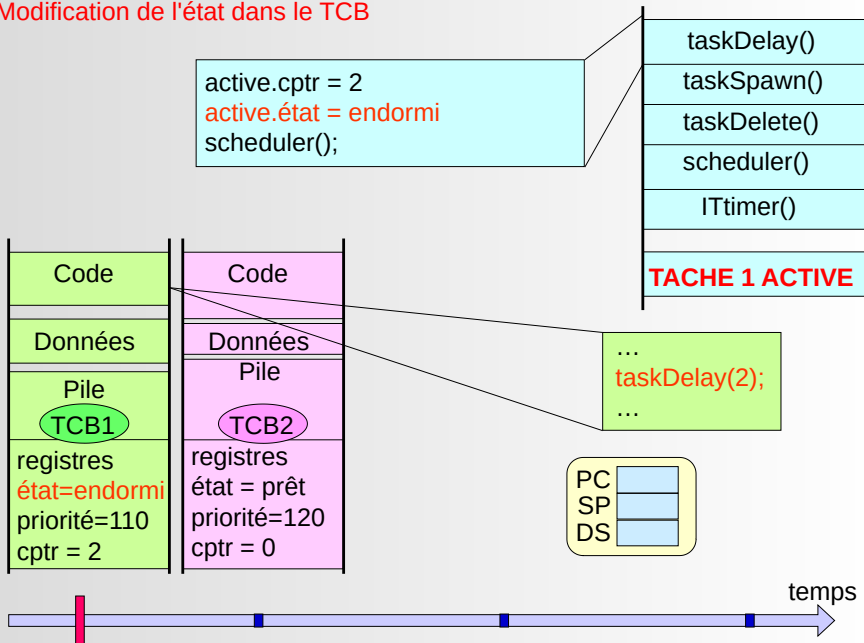 Modification de l'état dans le TCB
taskDelay()
active.cptr = 2
active.état = endormi
scheduler();
taskSpawn()
taskDelete()
scheduler()
ITtimer()
TACHE 1 ACTIVE
Code
Données
Pile
TCB1
registres
état=endormi
priorité=110
cptr = 2
Code
Données
Pile
TCB2
registres
état = prêt
priorité=120
cptr = 0
...
taskDelay(2);
...
PC
SP
DS
temps